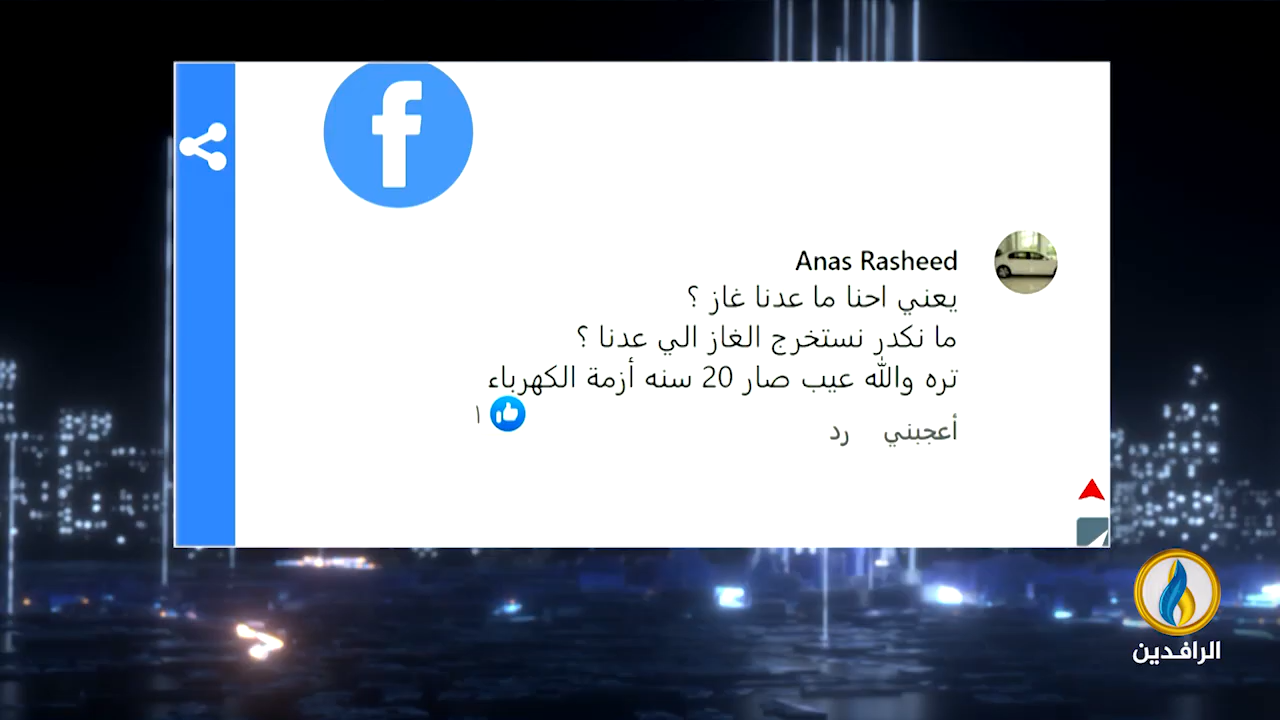 Anas Rasheed
يعني احنا ما عدنا غاز ؟
ما نكدر نستخرج الغاز الي عدنا ؟
تره والله عيب صار 20 سنه أزمة الكهرباء
١
أعجبني رد
الرافدين